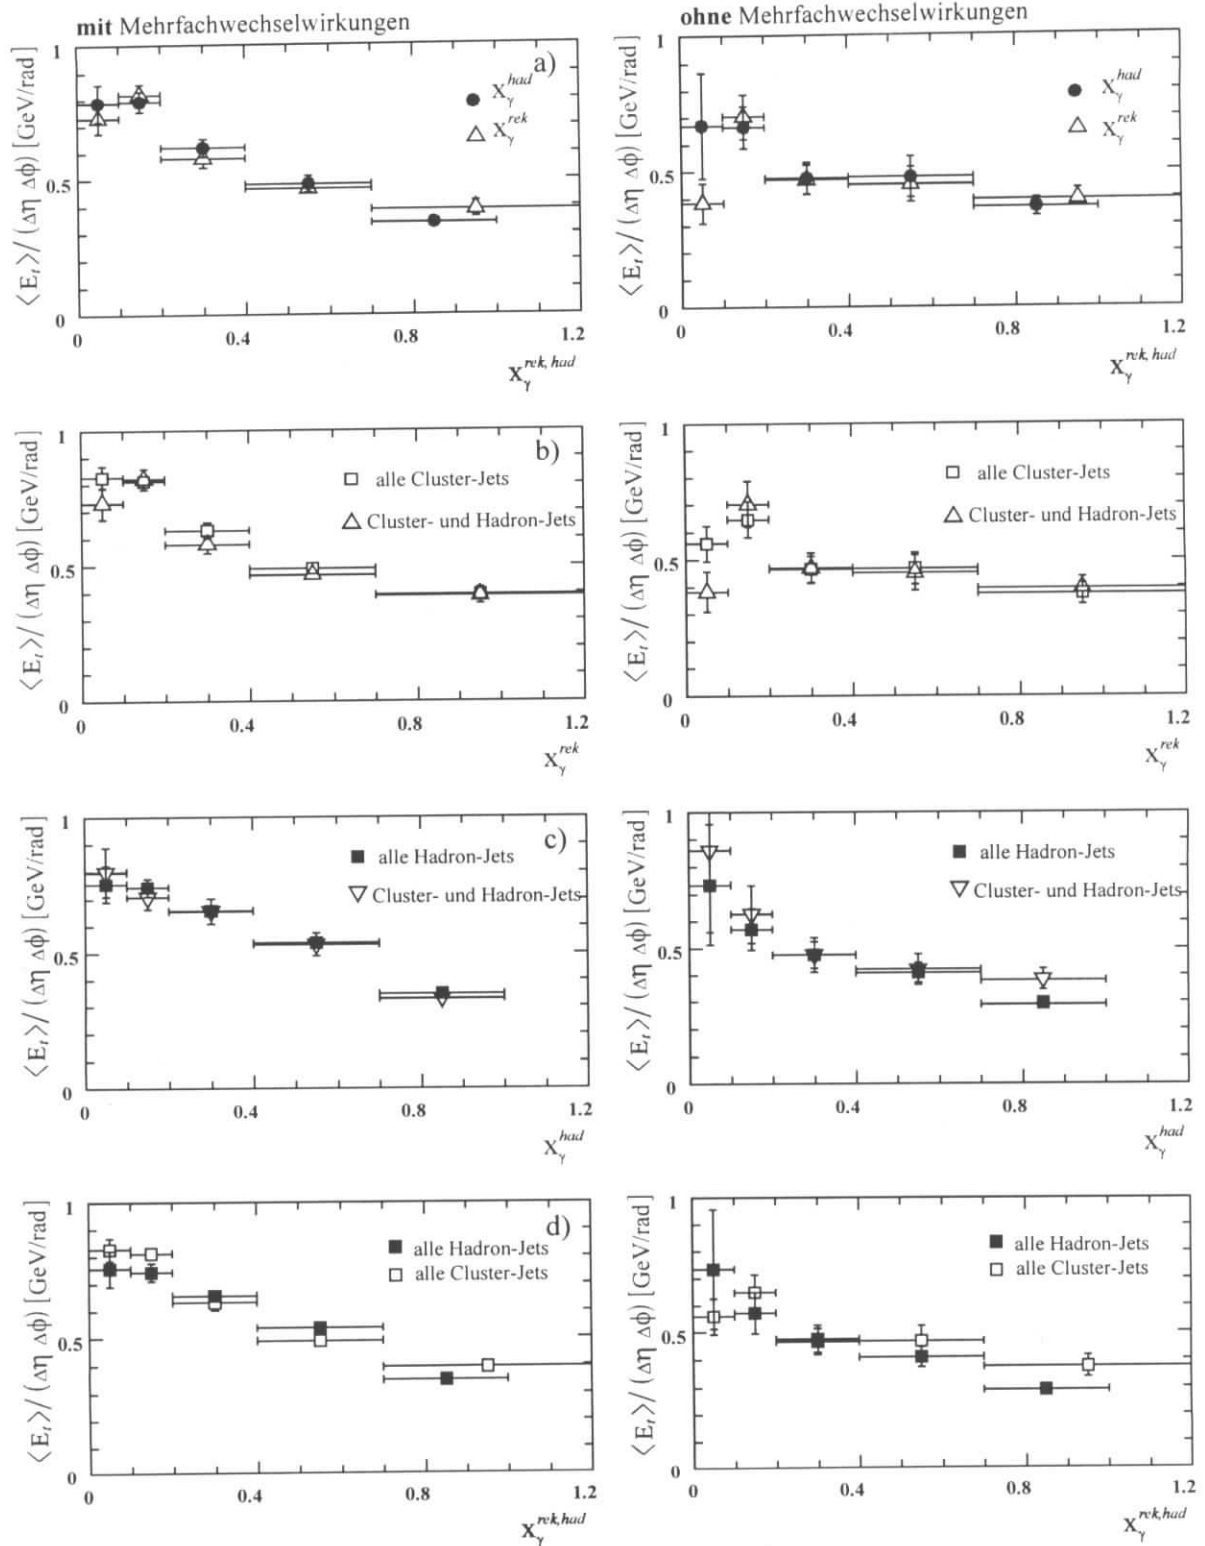 mit Mehrfachwechselwirkungen
ohne Mehrfachwechselwirkungen
⟨E_t⟩/(Δη Δϕ) [GeV/rad]
1
0.5
0
a)
X_γ^had
X_γ^rek
0 0.4 0.8 1.2
X_γ^rek,had
⟨E_t⟩/(Δη Δϕ) [GeV/rad]
1
0.5
0
X_γ^had
X_γ^rek
0 0.4 0.8 1.2
X_γ^rek,had
⟨E_t⟩/(Δη Δϕ) [GeV/rad]
1
0.5
0
b)
alle Cluster-Jets
Cluster- und Hadron-Jets
0 0.4 0.8 1.2
X_γ^rek
⟨E_t⟩/(Δη Δϕ) [GeV/rad]
1
0.5
0
alle Cluster-Jets
Cluster- und Hadron-Jets
0 0.4 0.8 1.2
X_γ^rek
⟨E_t⟩/(Δη Δϕ) [GeV/rad]
1
0.5
0
c)
alle Hadron-Jets
Cluster- und Hadron-Jets
0 0.4 0.8 1.2
X_γ^had
⟨E_t⟩/(Δη Δϕ) [GeV/rad]
1
0.5
0
alle Hadron-Jets
Cluster- und Hadron-Jets
0 0.4 0.8 1.2
X_γ^had
⟨E_t⟩/(Δη Δϕ) [GeV/rad]
1
0.5
0
d)
alle Hadron-Jets
alle Cluster-Jets
0 0.4 0.8 1.2
X_γ^rek,had
⟨E_t⟩/(Δη Δϕ) [GeV/rad]
1
0.5
0
alle Hadron-Jets
alle Cluster-Jets
0 0.4 0.8 1.2
X_γ^rek,had